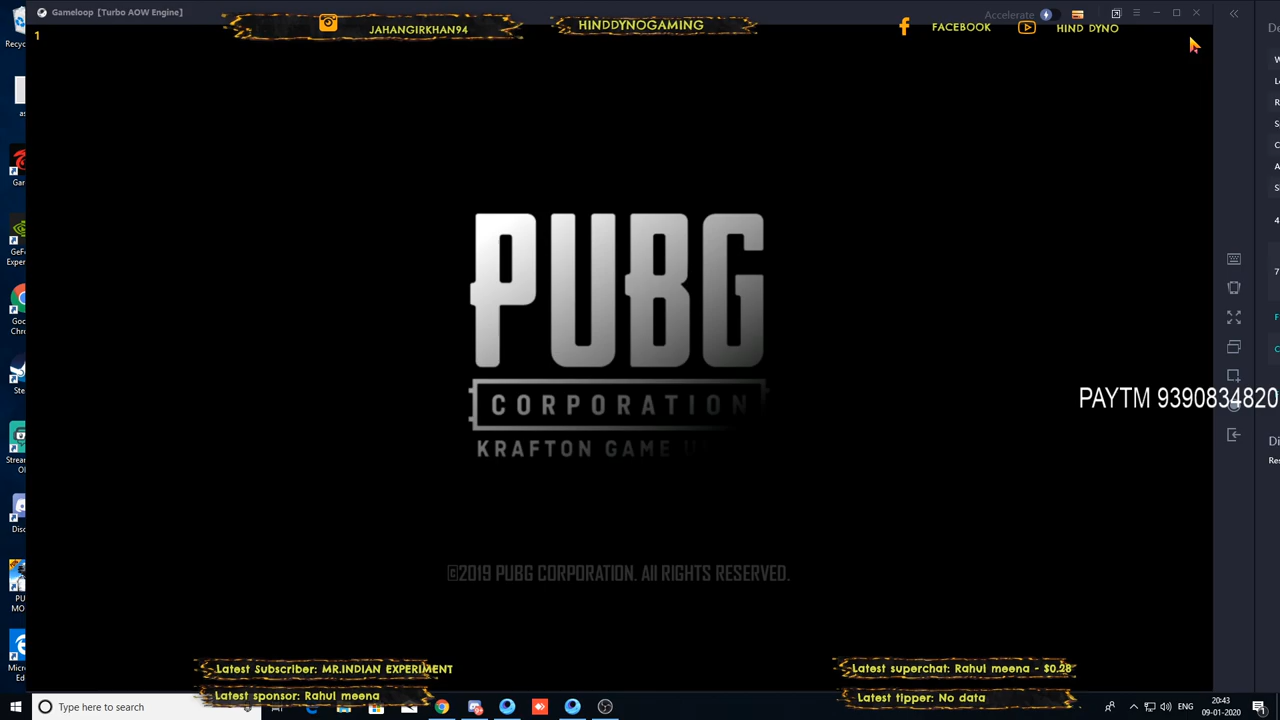 Gameloop [Turbo AOW Engine]
Accelerate
JAHANGIRKHAN94
HINDDYNOGAMING
FACEBOOK
HIND DYNO
1
PUBG
CORPORATION
KRAFTON GAME
PAYTM 9390834820
©2019 PUBG CORPORATION. All RIGHTS RESERVED.
Latest Subscriber: MR.INDIAN EXPERIMENT
Latest superchat: Rahul meena - $0.28
Latest sponsor: Rahul meena
Latest tipper: No data
Type here to search
ENG
20:43
09-01-2020